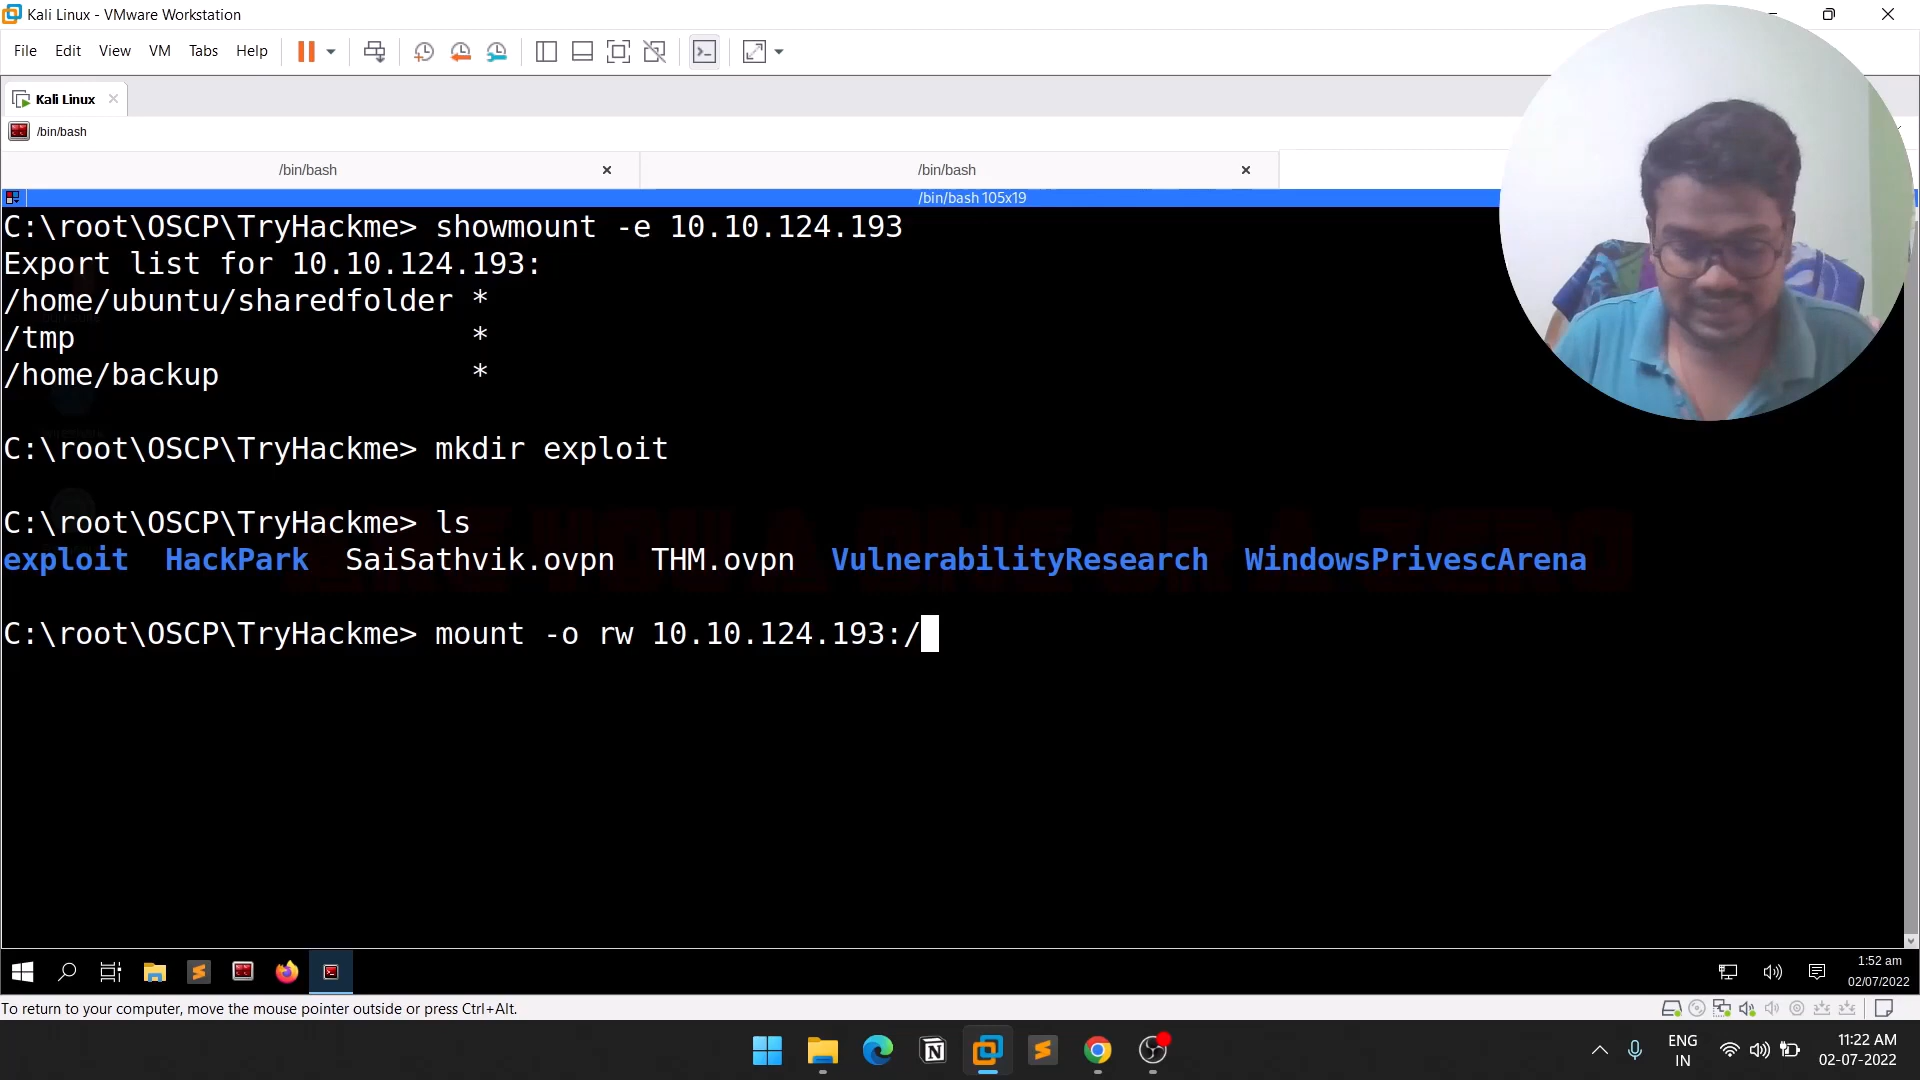 Kali Linux - VMware Workstation
File Edit View VM Tabs Help
Kali Linux
/bin/bash
/bin/bash /bin/bash
/bin/bash 105x19
C:\root\OSCP\TryHackme> showmount -e 10.10.124.193
Export list for 10.10.124.193:
/home/ubuntu/sharedfolder *
/tmp *
/home/backup *
C:\root\OSCP\TryHackme> mkdir exploit
C:\root\OSCP\TryHackme> ls
exploit HackPark SaiSathvik.ovpn THM.ovpn VulnerabilityResearch WindowsPrivescArena
C:\root\OSCP\TryHackme> mount -o rw 10.10.124.193:/
1:52 am
02/07/2022
To return to your computer, move the mouse pointer outside or press Ctrl+Alt.
ENG
IN
11:22 AM
02-07-2022